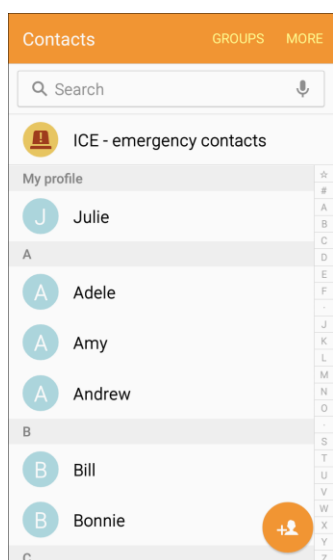 Contacts GROUPS MORE
Search
ICE - emergency contacts
My profile
☆
#
J Julie
A
B
C
A
D
E
A Adele
F
·
J
A Amy
K
L
M
A Andrew
N
O
B
·
S
B Bill
T
U
V
B Bonnie
W
X
Y
C
Z